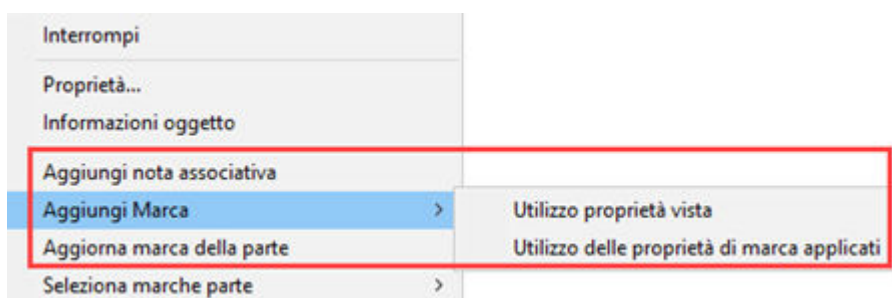 Interrompi
Proprietà...
Informazioni oggetto
Aggiungi nota associativa
Aggiungi Marca
Utilizzo proprietà vista
Aggiorna marca della parte
Utilizzo delle proprietà di marca applicati
Seleziona marche parte